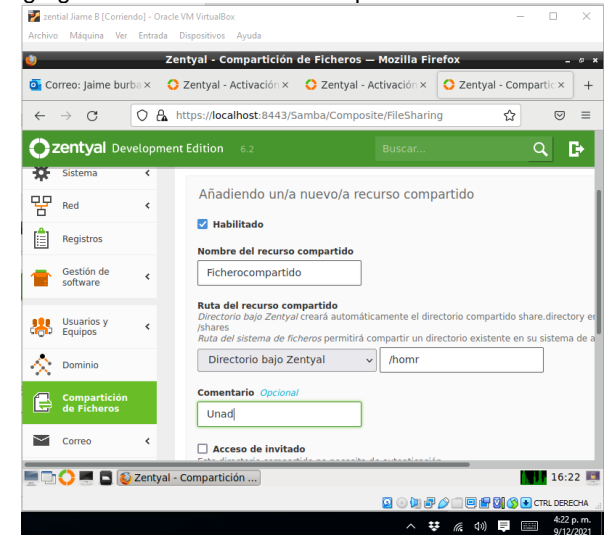 zential Jiame B [Corriendo] - Oracle VM VirtualBox
Archivo Máquina Ver Entrada Dispositivos Ayuda
Zentyal - Compartición de Ficheros — Mozilla Firefox
Correo: Jaime burba
Zentyal - Activación
Zentyal - Activación
Zentyal - Compartic
https://localhost:8443/Samba/Composite/FileSharing
zentyal Development Edition 6.2
Buscar...
Sistema
Red
Registros
Gestión de
software
Usuarios y
Equipos
Dominio
Compartición
de Ficheros
Correo
Añadiendo un/a nuevo/a recurso compartido
Habilitado
Nombre del recurso compartido
Ficherocompartido
Ruta del recurso compartido
Directorio bajo Zentyal creará automáticamente el directorio compartido share.directory en
/shares
Ruta del sistema de ficheros permitirá compartir un directorio existente en su sistema de a
Directorio bajo Zentyal
/homr
Comentario Opcional
Unad
Acceso de invitado
Zentyal - Compartición ...
16:22
CTRL DERECHA
4:22 p. m.
9/12/2021